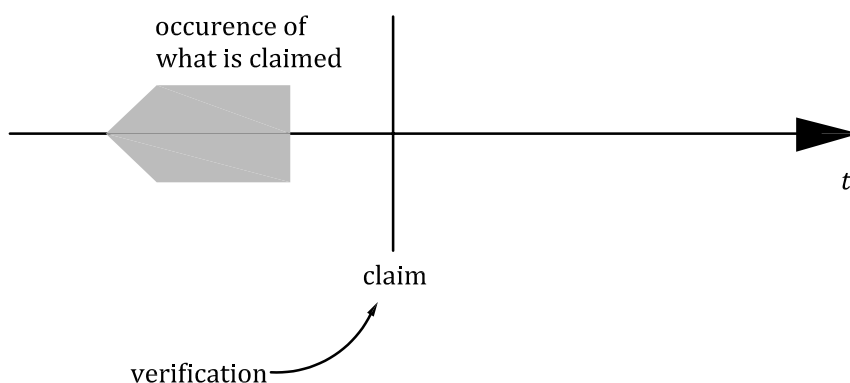 occurence of
what is claimed
t
claim
verification